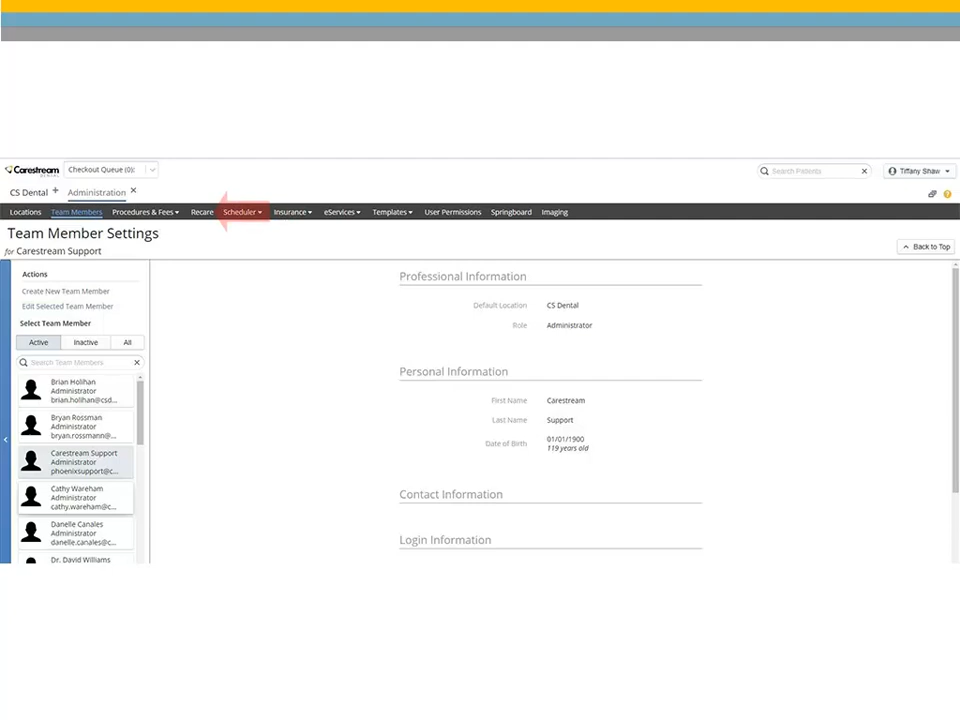 Carestream DENTAL Checkout Queue (0): Search Patients Tiffany Shaw
CS Dental Administration
Locations Team Members Procedures & Fees Recare Scheduler Insurance eServices Templates User Permissions Springboard Imaging
Team Member Settings
for Carestream Support Back to Top
Actions
Create New Team Member
Edit Selected Team Member
Select Team Member
Active Inactive All
Search Team Members
Brian Holihan
Administrator
brian.holihan@csd...
Bryan Rossman
Administrator
bryan.rossmann@...
Carestream Support
Administrator
phoenixsupport@c...
Cathy Wareham
Administrator
cathy.wareham@c...
Danelle Canales
Administrator
danelle.canales@c...
Dr. David Williams
Professional Information
Default Location CS Dental
Role Administrator
Personal Information
First Name Carestream
Last Name Support
Date of Birth 01/01/1900
119 years old
Contact Information
Login Information